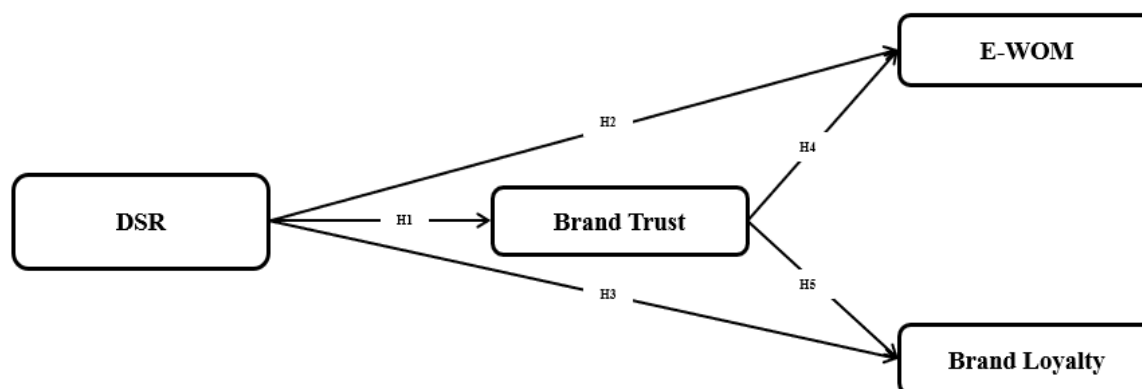 E-WOM
H2
H4
DSR
H1
Brand Trust
H3
H5
Brand Loyalty